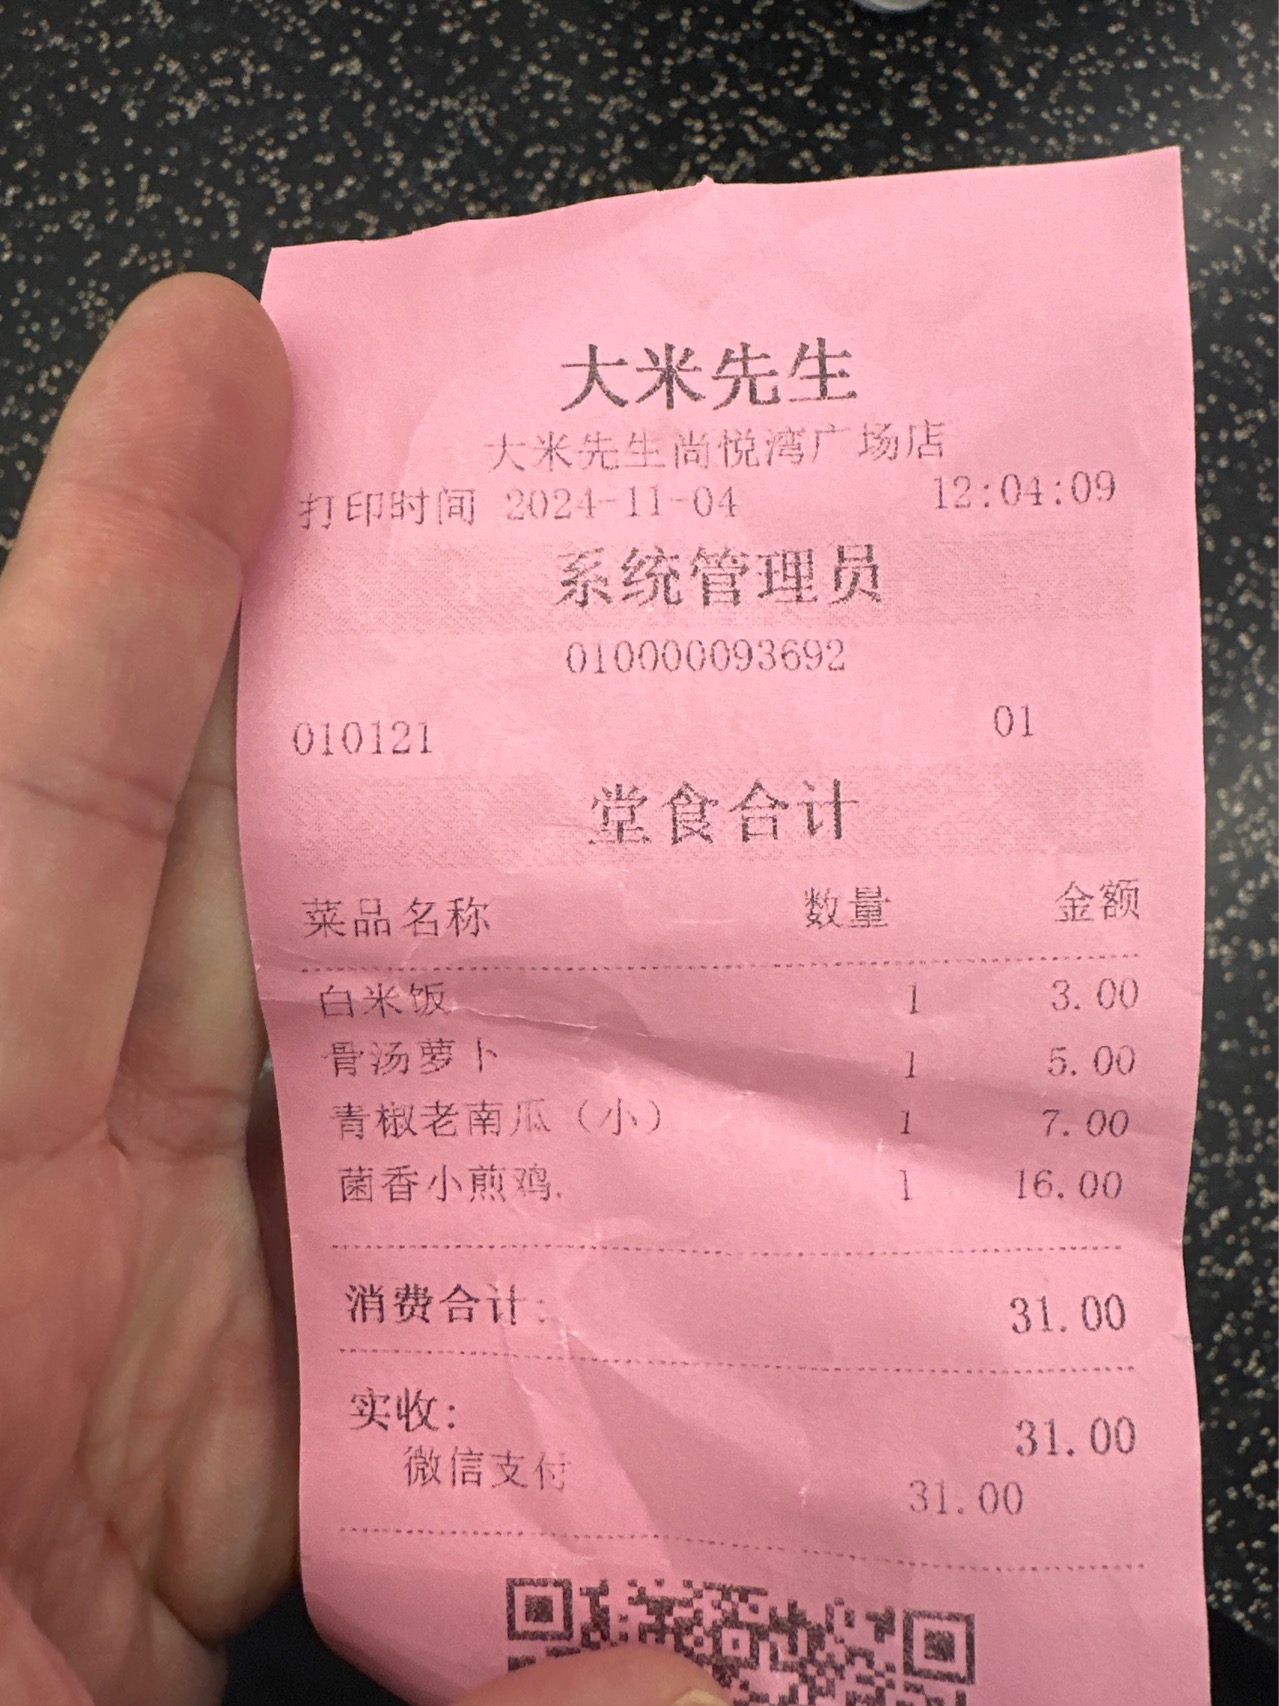 大米先生
大米先生尚悦湾广场店
打印时间 2024-11-04 12:04:09
系统管理员
010000093692
010121 01
堂食合计
菜品名称 数量 金额
白米饭 1 3.00
骨汤萝卜 1 5.00
青椒老南瓜（小） 1 7.00
菌香小煎鸡. 1 16.00
消费合计: 31.00
实收: 31.00
微信支付 31.00